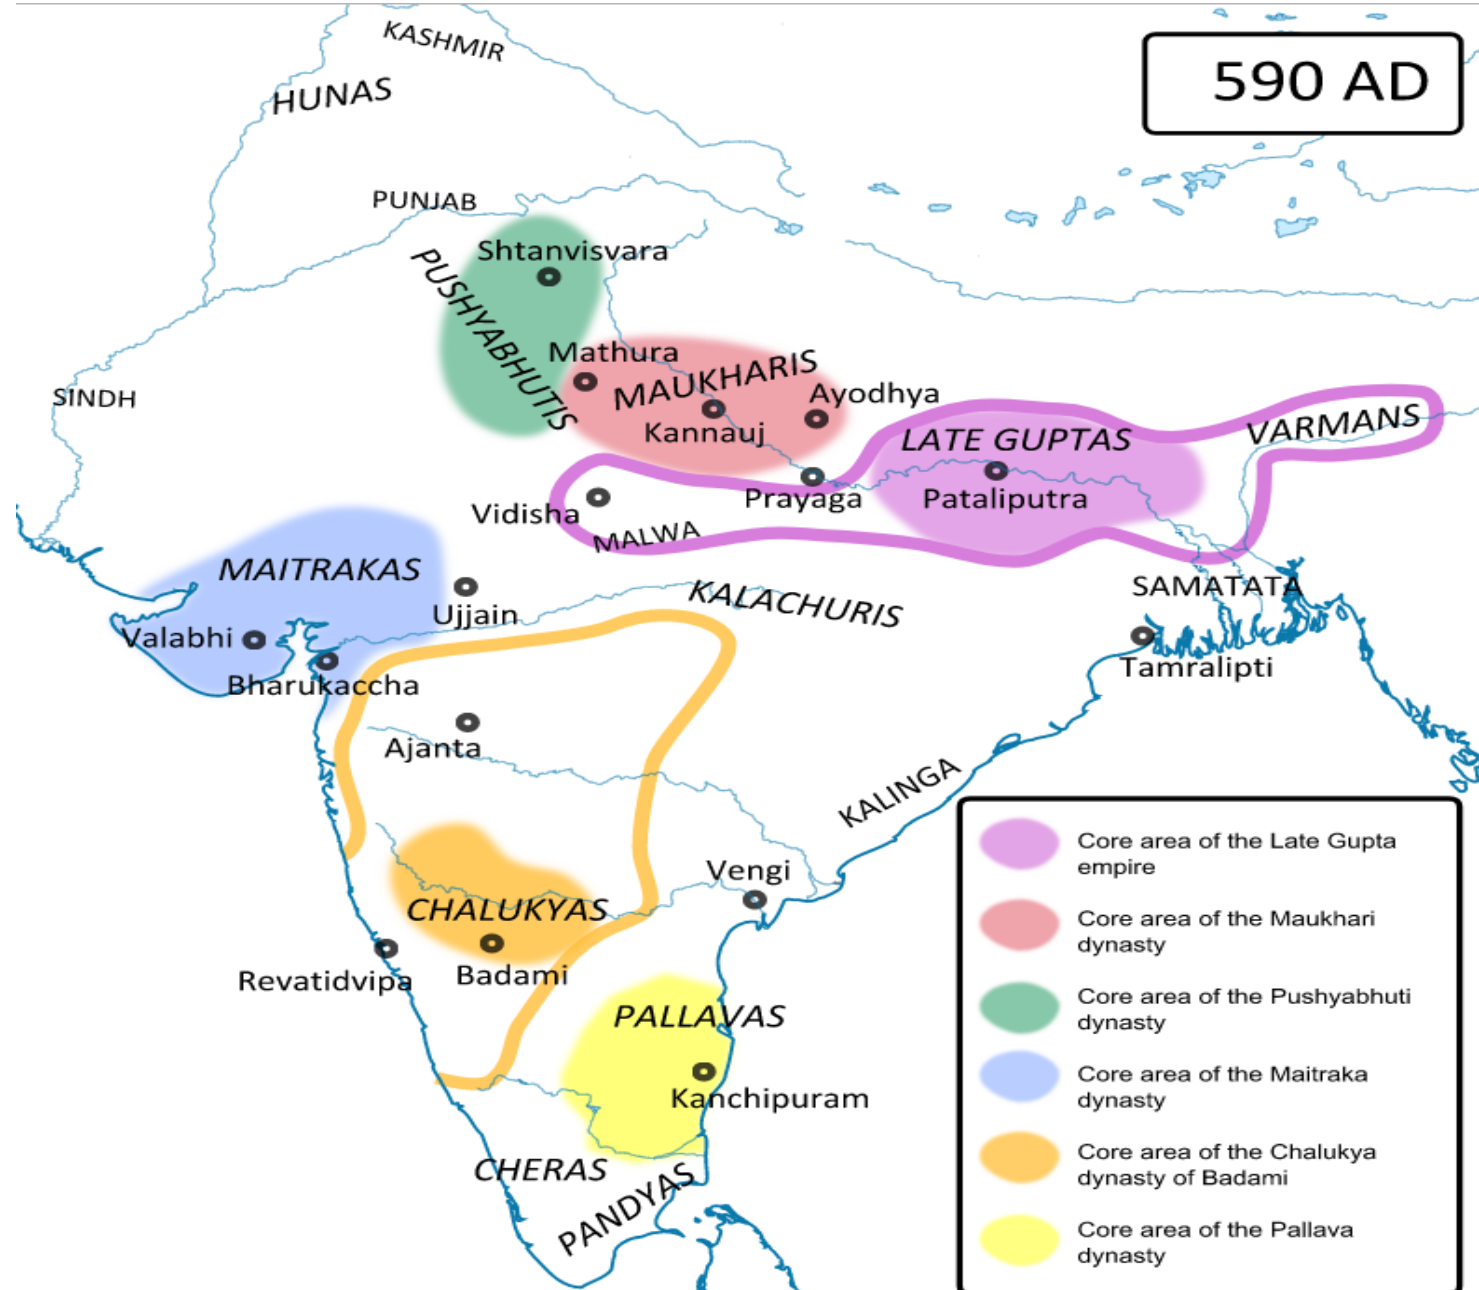 KASHMIR
590 AD
HUNAS
PUNJAB
Shtanvisvara
PUSHYABHUTIS
Mathura
MAUKHARIS
Ayodhya
SINDH
Kannauj
VARMANS
LATE GUPTAS
Prayaga
Pataliputra
Vidisha
MALWA
MAITRAKAS
SAMATATA
Ujjain
KALACHURIS
Valabhi
Tamralipti
Bharukaccha
Ajanta
KALINGA
Vengi
CHALUKYAS
Badami
Revatidvipa
PALLAVAS
Kanchipuram
CHERAS
PANDYAS
Core area of the Late Gupta
empire
Core area of the Maukhari
dynasty
Core area of the Pushyabhuti
dynasty
Core area of the Maitraka
dynasty
Core area of the Chalukya
dynasty of Badami
Core area of the Pallava
dynasty